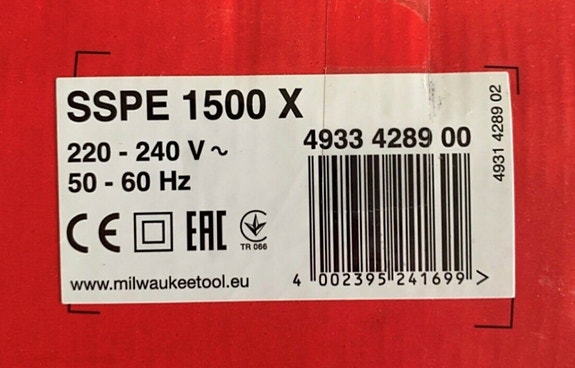 SSPE 1500 X
220 - 240 V ~
50 - 60 Hz
4933 4289 00
4931 4289 02
CE EAC TR 066
4 002395 241699 >
www.milwaukeetool.eu